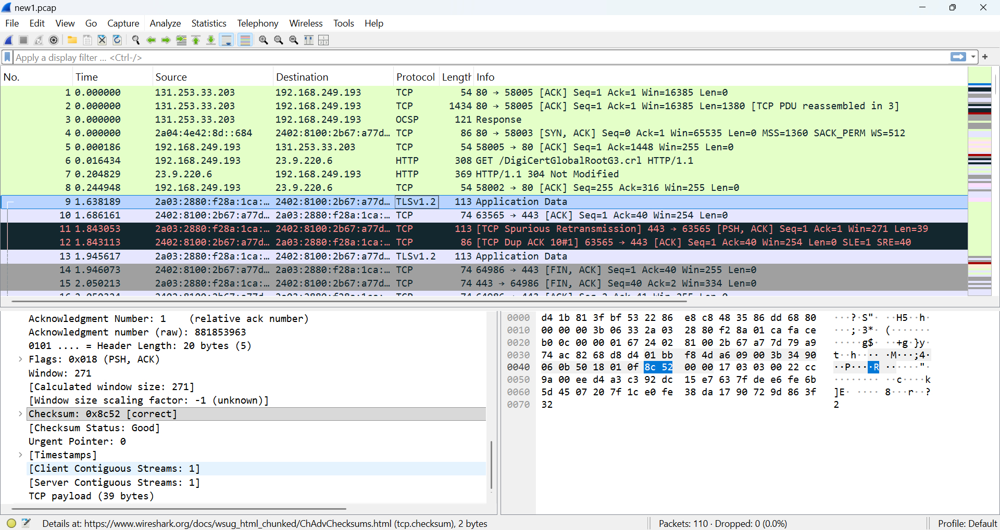 new1.pcap
File Edit View Go Capture Analyze Statistics Telephony Wireless Tools Help
Apply a display filter ... <Ctrl-/>
No. Time Source Destination Protocol Length Info
1 0.000000 131.253.33.203 192.168.249.193 TCP 54 80 → 58005 [ACK] Seq=1 Ack=1 Win=16385 Len=0
2 0.000000 131.253.33.203 192.168.249.193 TCP 1434 80 → 58005 [ACK] Seq=1 Ack=1 Win=16385 Len=1380 [TCP PDU reassembled in 3]
3 0.000000 131.253.33.203 192.168.249.193 OCSP 121 Response
4 0.000000 2a04:4e42:8d::684 2402:8100:2b67:a77d… TCP 86 80 → 58003 [SYN, ACK] Seq=0 Ack=1 Win=65535 Len=0 MSS=1360 SACK_PERM WS=512
5 0.000186 192.168.249.193 131.253.33.203 TCP 54 58005 → 80 [ACK] Seq=1 Ack=1448 Win=255 Len=0
6 0.016434 192.168.249.193 23.9.220.6 HTTP 308 GET /DigiCertGlobalRootG3.crl HTTP/1.1
7 0.204829 23.9.220.6 192.168.249.193 HTTP 369 HTTP/1.1 304 Not Modified
8 0.244948 192.168.249.193 23.9.220.6 TCP 54 58002 → 80 [ACK] Seq=255 Ack=316 Win=255 Len=0
9 1.638189 2a03:2880:f28a:1ca:… 2402:8100:2b67:a77d… TLSv1.2 113 Application Data
10 1.686161 2402:8100:2b67:a77d… 2a03:2880:f28a:1ca:… TCP 74 63565 → 443 [ACK] Seq=1 Ack=40 Win=254 Len=0
11 1.843053 2a03:2880:f28a:1ca:… 2402:8100:2b67:a77d… TCP 113 [TCP Spurious Retransmission] 443 → 63565 [PSH, ACK] Seq=1 Ack=1 Win=271 Len=39
12 1.843113 2402:8100:2b67:a77d… 2a03:2880:f28a:1ca:… TCP 86 [TCP Dup ACK 10#1] 63565 → 443 [ACK] Seq=1 Ack=40 Win=254 Len=0 SLE=1 SRE=40
13 1.945617 2a03:2880:f28a:1ca:… 2402:8100:2b67:a77d… TLSv1.2 113 Application Data
14 1.946073 2402:8100:2b67:a77d… 2a03:2880:f28a:1ca:… TCP 74 64986 → 443 [FIN, ACK] Seq=1 Ack=40 Win=255 Len=0
15 2.050213 2a03:2880:f28a:1ca:… 2402:8100:2b67:a77d… TCP 74 443 → 64986 [FIN, ACK] Seq=40 Ack=2 Win=334 Len=0
Acknowledgment Number: 1 (relative ack number)
Acknowledgment number (raw): 881853963
0101 .... = Header Length: 20 bytes (5)
Flags: 0x018 (PSH, ACK)
Window: 271
[Calculated window size: 271]
[Window size scaling factor: -1 (unknown)]
Checksum: 0x8c52 [correct]
[Checksum Status: Good]
Urgent Pointer: 0
[Timestamps]
[Client Contiguous Streams: 1]
[Server Contiguous Streams: 1]
TCP payload (39 bytes)
0000 d4 1b 81 3f bf 53 22 86 e8 c8 48 35 86 dd 68 80 ···?·S"· ··H5··h·
0010 00 00 00 3b 06 33 2a 03 28 80 f2 8a 01 ca fa ce ···;·3*· (·······
0020 b0 0c 00 00 01 67 24 02 81 00 2b 67 a7 7d 79 a9 ·····g$· ··+g·}y·
0030 74 ac 82 68 d8 d4 01 bb f8 4d a6 09 00 3b 34 90 t··h···· ·M···;4·
0040 06 0b 50 18 01 0f 8c 52 00 00 17 03 03 00 22 cc ··P····R ······"·
0050 9a 00 ee d4 a3 c3 92 dc 15 e7 63 7f de e6 fe 6b ········ ··c····k
0060 5d 45 07 20 7f 1c e0 fe 38 da 17 90 72 9d 86 3f ]E· ···· 8···r··?
0070 32 2
Details at: https://www.wireshark.org/docs/wsug_html_chunked/ChAdvChecksums.html (tcp.checksum), 2 bytes
Packets: 110 · Dropped: 0 (0.0%)
Profile: Default